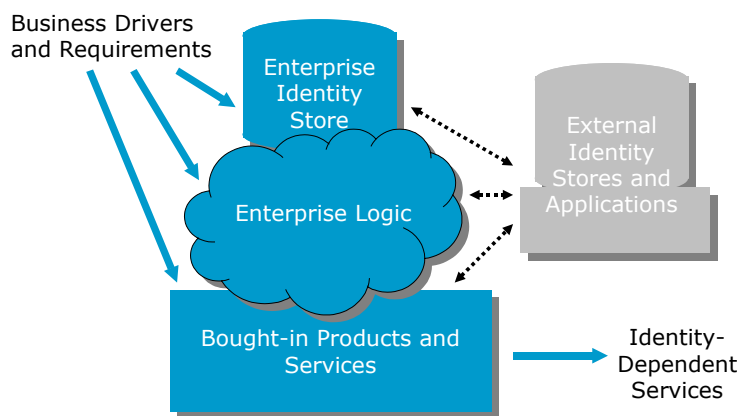 Business Drivers
and Requirements
Enterprise
Identity
Store
External
Identity
Stores and
Applications
Enterprise Logic
Bought-in Products and
Services
Identity-
Dependent
Services